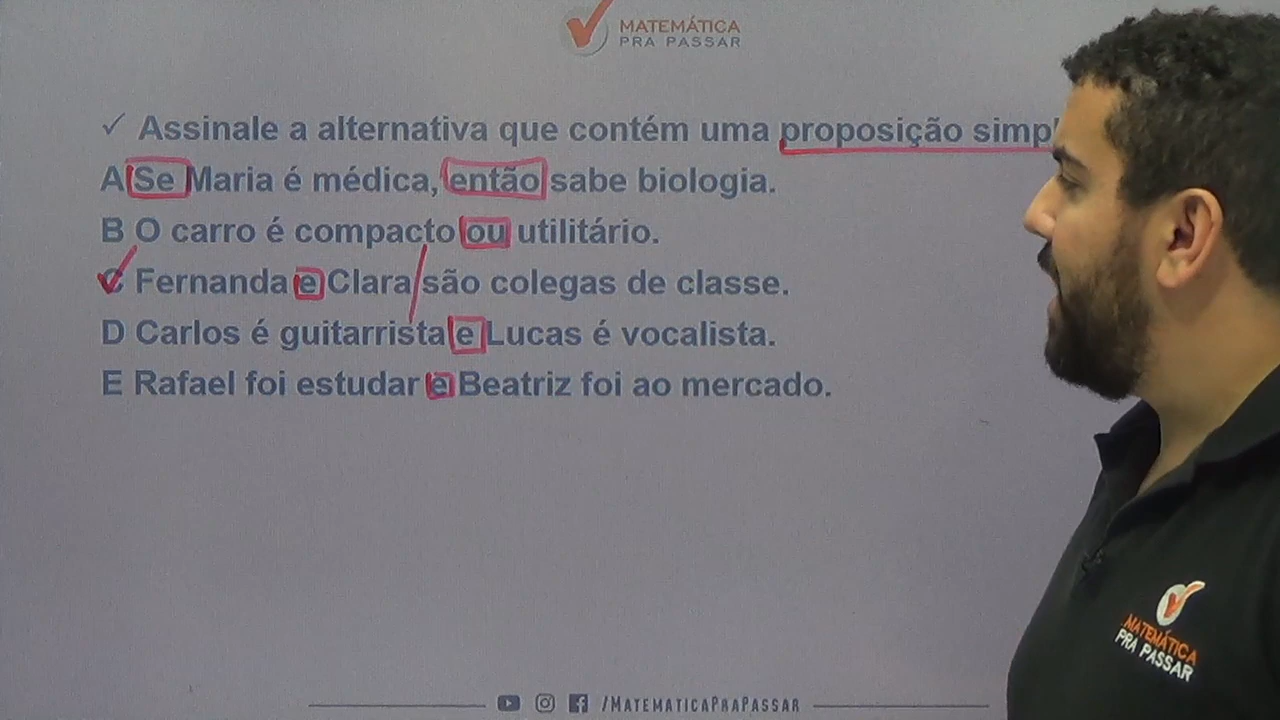 MATEMÁTICA
PRA PASSAR
✓ Assinale a alternativa que contém uma proposição simpl
A Se Maria é médica, então sabe biologia.
B O carro é compacto ou utilitário.
C Fernanda e Clara são colegas de classe.
D Carlos é guitarrista e Lucas é vocalista.
E Rafael foi estudar e Beatriz foi ao mercado.
MATEMÁTICA
PRA PASSAR
/MATEMATICAPRAPASSAR